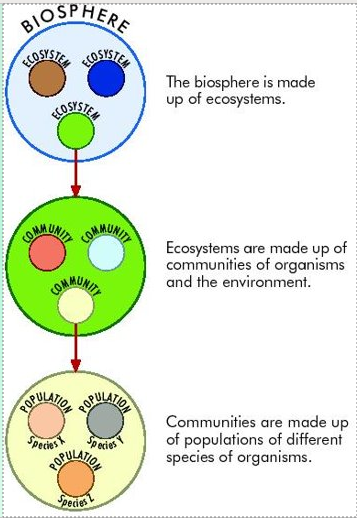 BIOSPHERE
ECOSYSTEM ECOSYSTEM
ECOSYSTEM
The biosphere is made
up of ecosystems.
COMMUNITY COMMUNITY
COMMUNITY
Ecosystems are made up of
communities of organisms
and the environment.
POPULATION POPULATION
Species X Species Y
POPULATION
Species Z
Communities are made up
of populations of different
species of organisms.